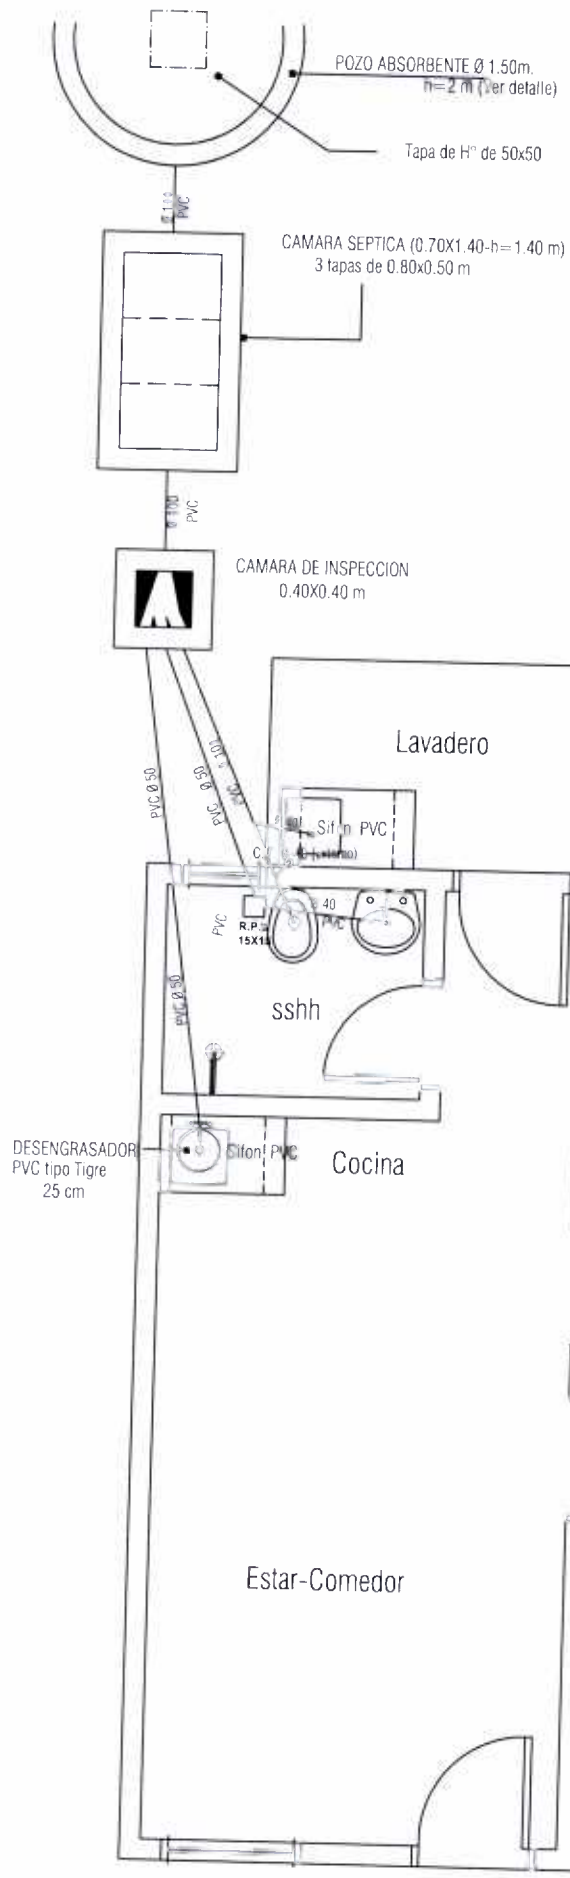 POZO ABSORBENTE Ø 1.50m.
h=2 m (Ver detalle)
Tapa de Hº de 50x50
Ø 100
PVC
CAMARA SEPTICA (0.70X1.40-h=1.40 m)
3 tapas de 0.80x0.50 m
Ø 100
PVC
CAMARA DE INSPECCION
0.40X0.40 m
Lavadero
PVC Ø 50
PVC Ø 50
PVC
Sifon PVC
40
PVC
PVC
R.P.
sshh
PVC Ø 50
DESENGRASADOR
PVC tipo Tigre
25 cm
Sifon PVC
Cocina
Estar-Comedor